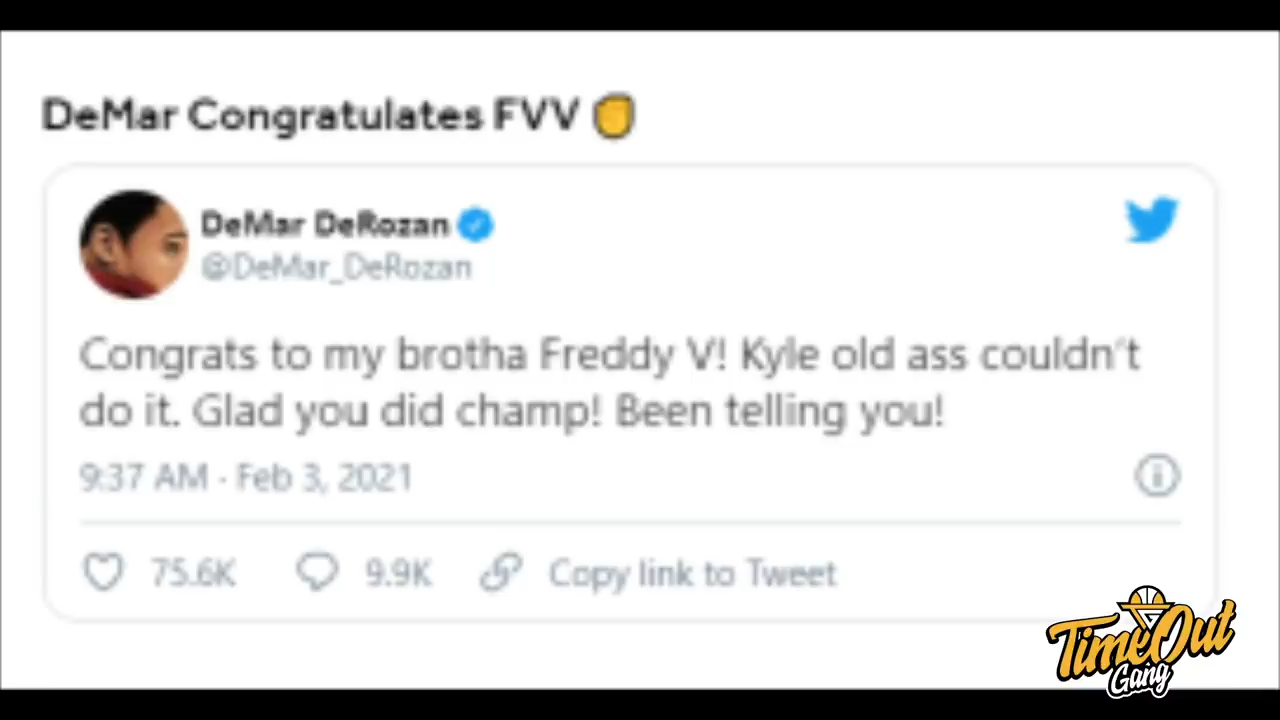 DeMar Congratulates FVV
DeMar DeRozan
@DeMar_DeRozan
Congrats to my brotha Freddy V! Kyle old ass couldn't
do it. Glad you did champ! Been telling you!
9:37 AM · Feb 3, 2021
75.6K 9.9K Copy link to Tweet
TimeOut
Gang